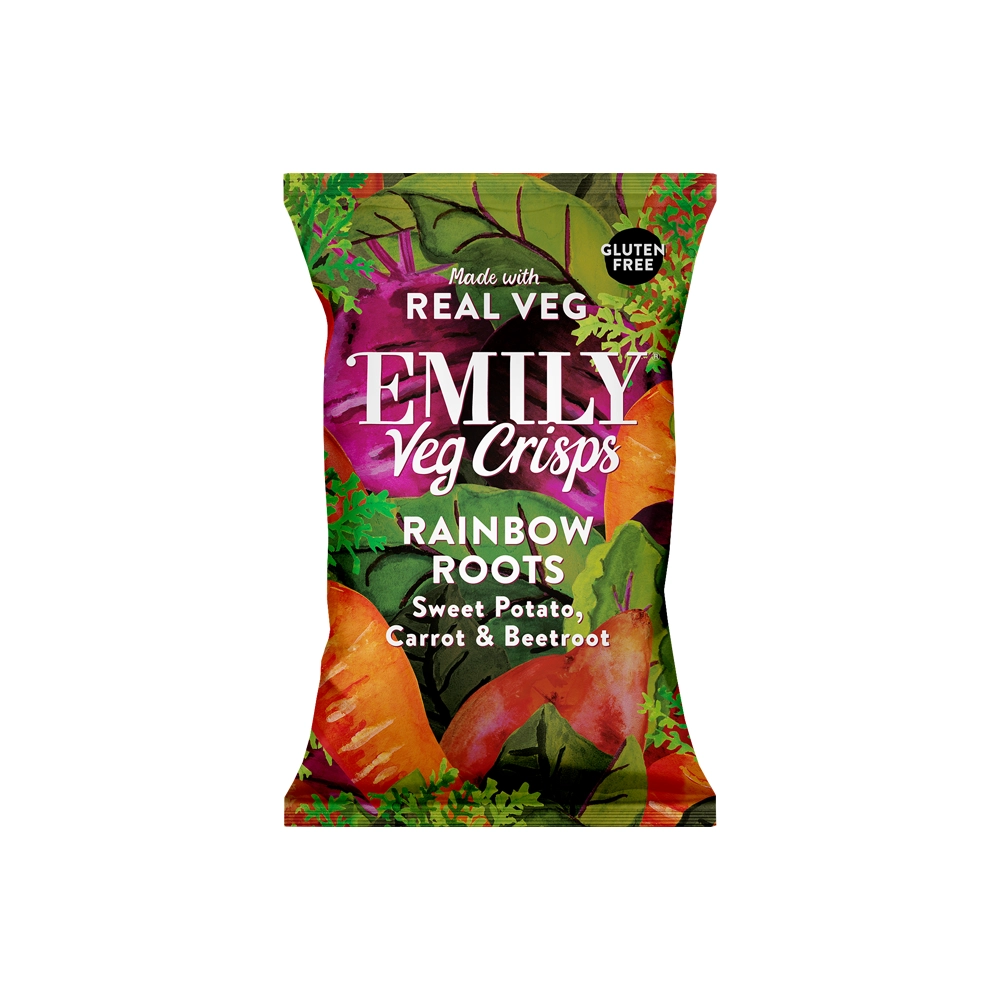 GLUTEN
FREE
Made with
REAL VEG
EMILY
Veg Crisps
RAINBOW
ROOTS
Sweet Potato,
Carrot & Beetroot